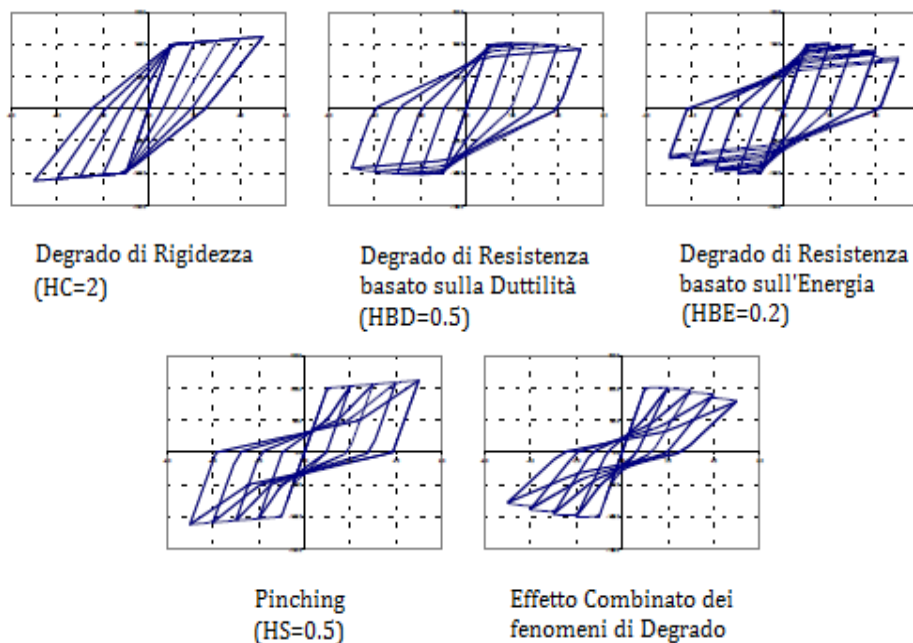 Degrado di Rigidezza
(HC=2)
Degrado di Resistenza
basato sulla Duttilità
(HBD=0.5)
Degrado di Resistenza
basato sull'Energia
(HBE=0.2)
Pinching
(HS=0.5)
Effetto Combinato dei
fenomeni di Degrado